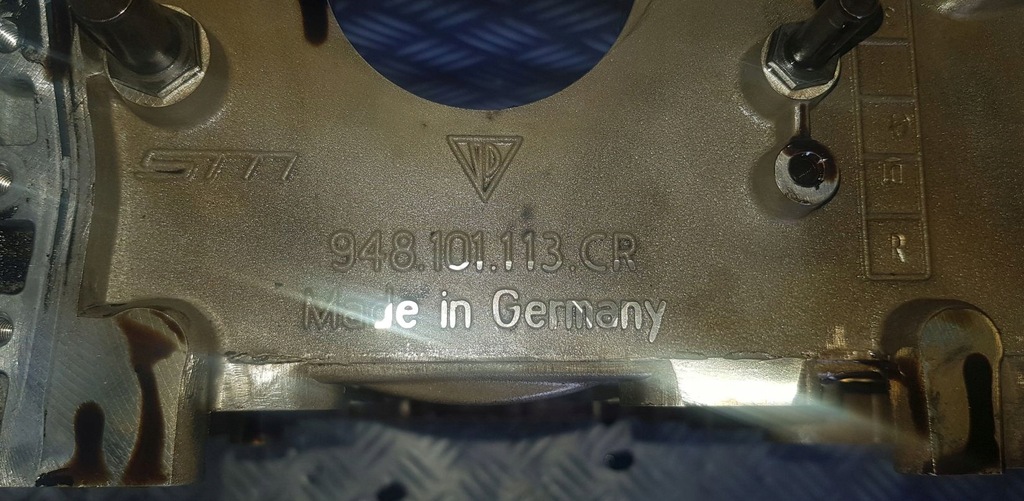 STM
948.101.113.CR
Made in Germany
R